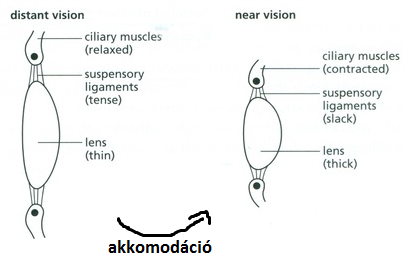 distant vision
ciliary muscles
(relaxed)
suspensory
ligaments
(tense)
lens
(thin)
near vision
ciliary muscles
(contracted)
suspensory
ligaments
(slack)
lens
(thick)
akkomodáció